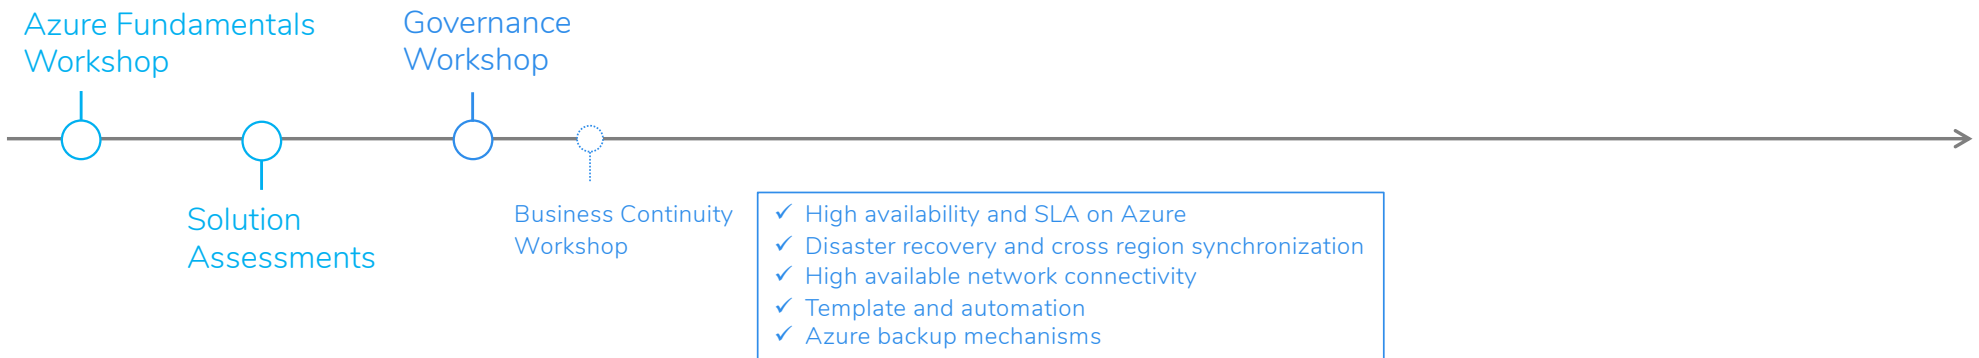 Azure Fundamentals
Workshop
Governance
Workshop
Solution
Assessments
Business Continuity
Workshop
✓ High availability and SLA on Azure
✓ Disaster recovery and cross region synchronization
✓ High available network connectivity
✓ Template and automation
✓ Azure backup mechanisms